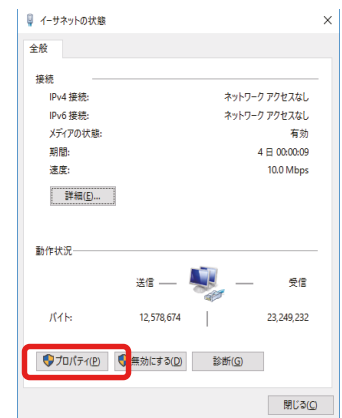 イーサネットの状態
全般
接続
IPv4 接続: ネットワーク アクセスなし
IPv6 接続: ネットワーク アクセスなし
メディアの状態: 有効
期間: 4 日 00:00:09
速度: 10.0 Mbps
詳細(E)...
動作状況
送信 受信
バイト: 12,578,674 23,249,232
プロパティ(P) 無効にする(D) 診断(G)
閉じる(C)